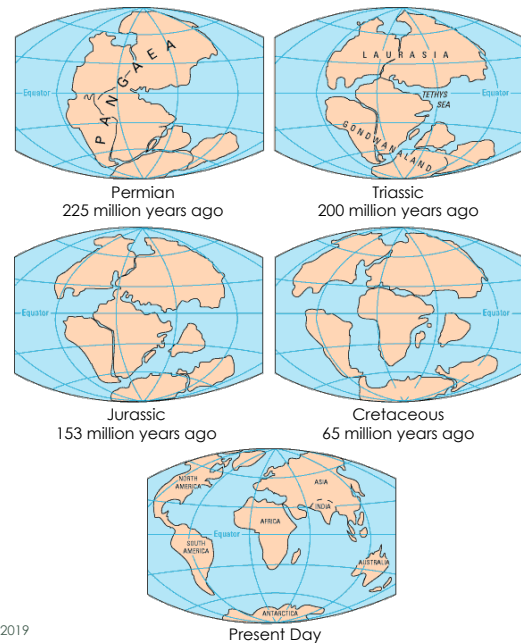 PANGAEA
Equator
Permian
225 million years ago
LAURASIA
TETHYS
SEA
Equator
GONDWANALAND
Triassic
200 million years ago
Equator
Jurassic
153 million years ago
Equator
Cretaceous
65 million years ago
NORTH
AMERICA
ASIA
INDIA
AFRICA
Equator
SOUTH
AMERICA
AUSTRALIA
ANTARCTICA
2019
Present Day